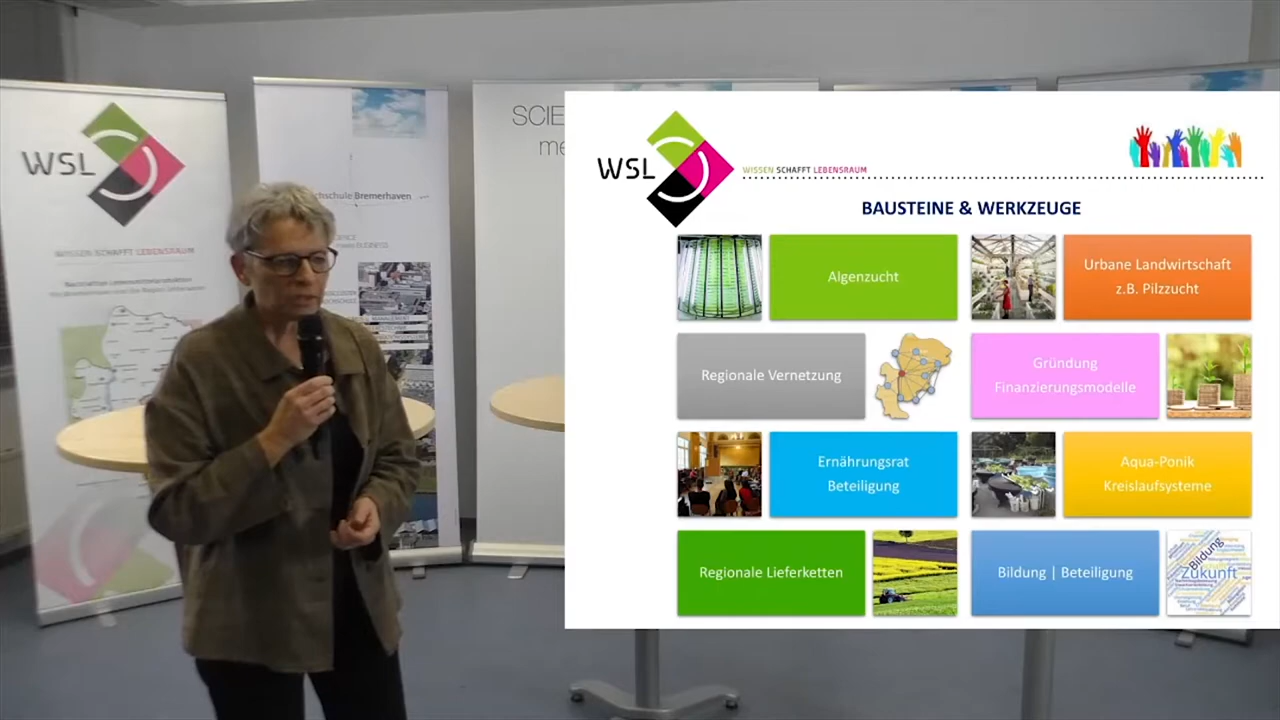 WSL
WISSEN SCHAFFT LEBENSRAUM
chschule Bremerhaven
SCIE
me
WSL
WISSEN SCHAFFT LEBENSRAUM
BAUSTEINE & WERKZEUGE
Algenzucht
Urbane Landwirtschaft
z.B. Pilzzucht
Regionale Vernetzung
Gründung
Finanzierungsmodelle
Ernährungsrat
Beteiligung
Aqua-Ponik
Kreislaufsysteme
Regionale Lieferketten
Bildung | Beteiligung
Bildung
Zukunft